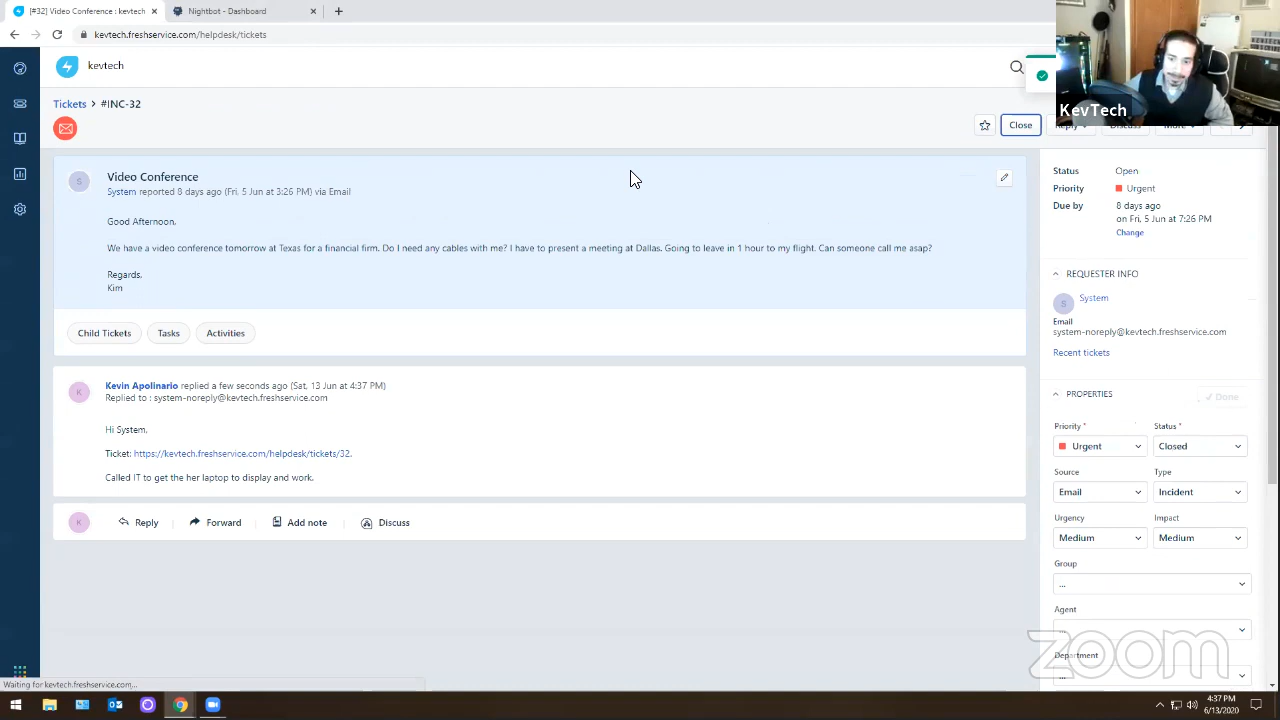 [#32] Video Conference : kevtech
Nightbot - Dashboard
kevtech.freshservice.com/helpdesk/tickets
kevtech
KevTech
Tickets > #INC-32
Close
Reply
Discuss
More
S
Video Conference
System reported 8 days ago (Fri, 5 Jun at 3:26 PM) via Email
Good Afternoon,
We have a video conference tomorrow at Texas for a financial firm. Do I need any cables with me? I have to present a meeting at Dallas. Going to leave in 1 hour to my flight. Can someone call me asap?
Regards,
Kim
Child Tickets
Tasks
Activities
K
Kevin Apolinario replied a few seconds ago (Sat, 13 Jun at 4:37 PM)
Replied to : system-noreply@kevtech.freshservice.com
Hi System,
Ticket: https://kevtech.freshservice.com/helpdesk/tickets/32.
Called IT to get the her laptop to display and work.
K
Reply
Forward
Add note
Discuss
Status Open
Priority Urgent
Due by 8 days ago
on Fri, 5 Jun at 7:26 PM
Change
REQUESTER INFO
S
System
Email
system-noreply@kevtech.freshservice.com
Recent tickets
PROPERTIES
Done
Priority * Status *
Urgent Closed
Source Type
Email Incident
Urgency Impact
Medium Medium
Group
...
Agent
...
Department
...
zoom
Waiting for kevtech.freshservice.com...
4:37 PM
6/13/2020